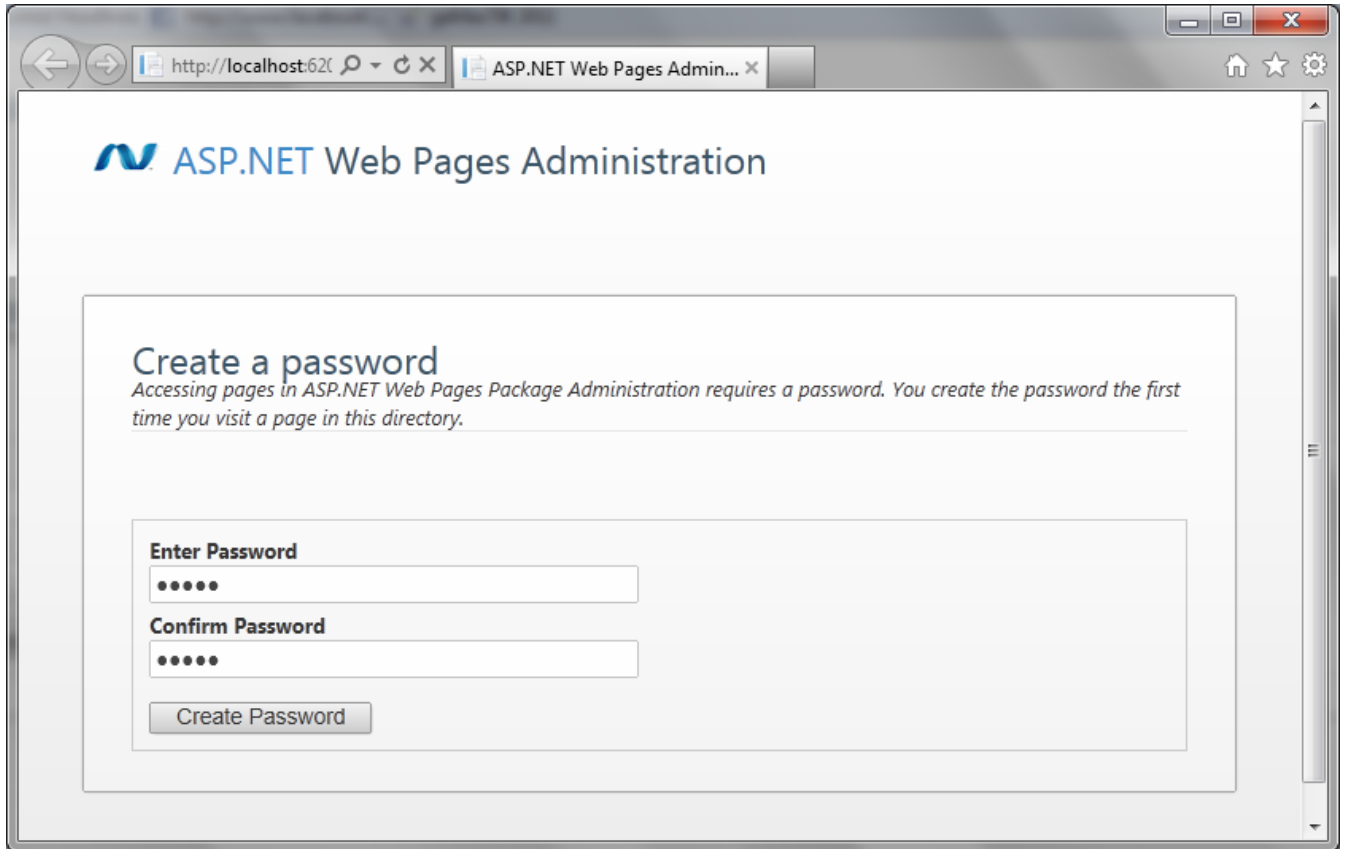 http://localhost:62(
ASP.NET Web Pages Admin...
ASP.NET Web Pages Administration
Create a password
Accessing pages in ASP.NET Web Pages Package Administration requires a password. You create the password the first
time you visit a page in this directory.
Enter Password
•••••
Confirm Password
•••••
Create Password